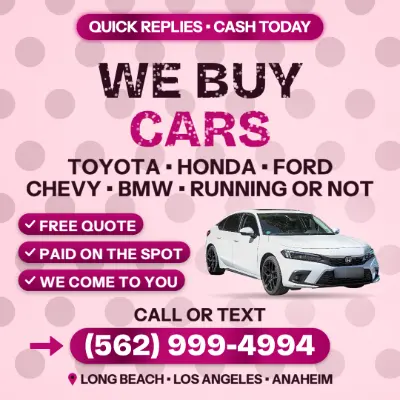 QUICK REPLIES ▪ CASH TODAY
WE BUY
CARS
TOYOTA ▪ HONDA ▪ FORD
CHEVY ▪ BMW ▪ RUNNING OR NOT
✓ FREE QUOTE
✓ PAID ON THE SPOT
✓ WE COME TO YOU
CALL OR TEXT
→ (562) 999-4994
LONG BEACH ▪ LOS ANGELES ▪ ANAHEIM